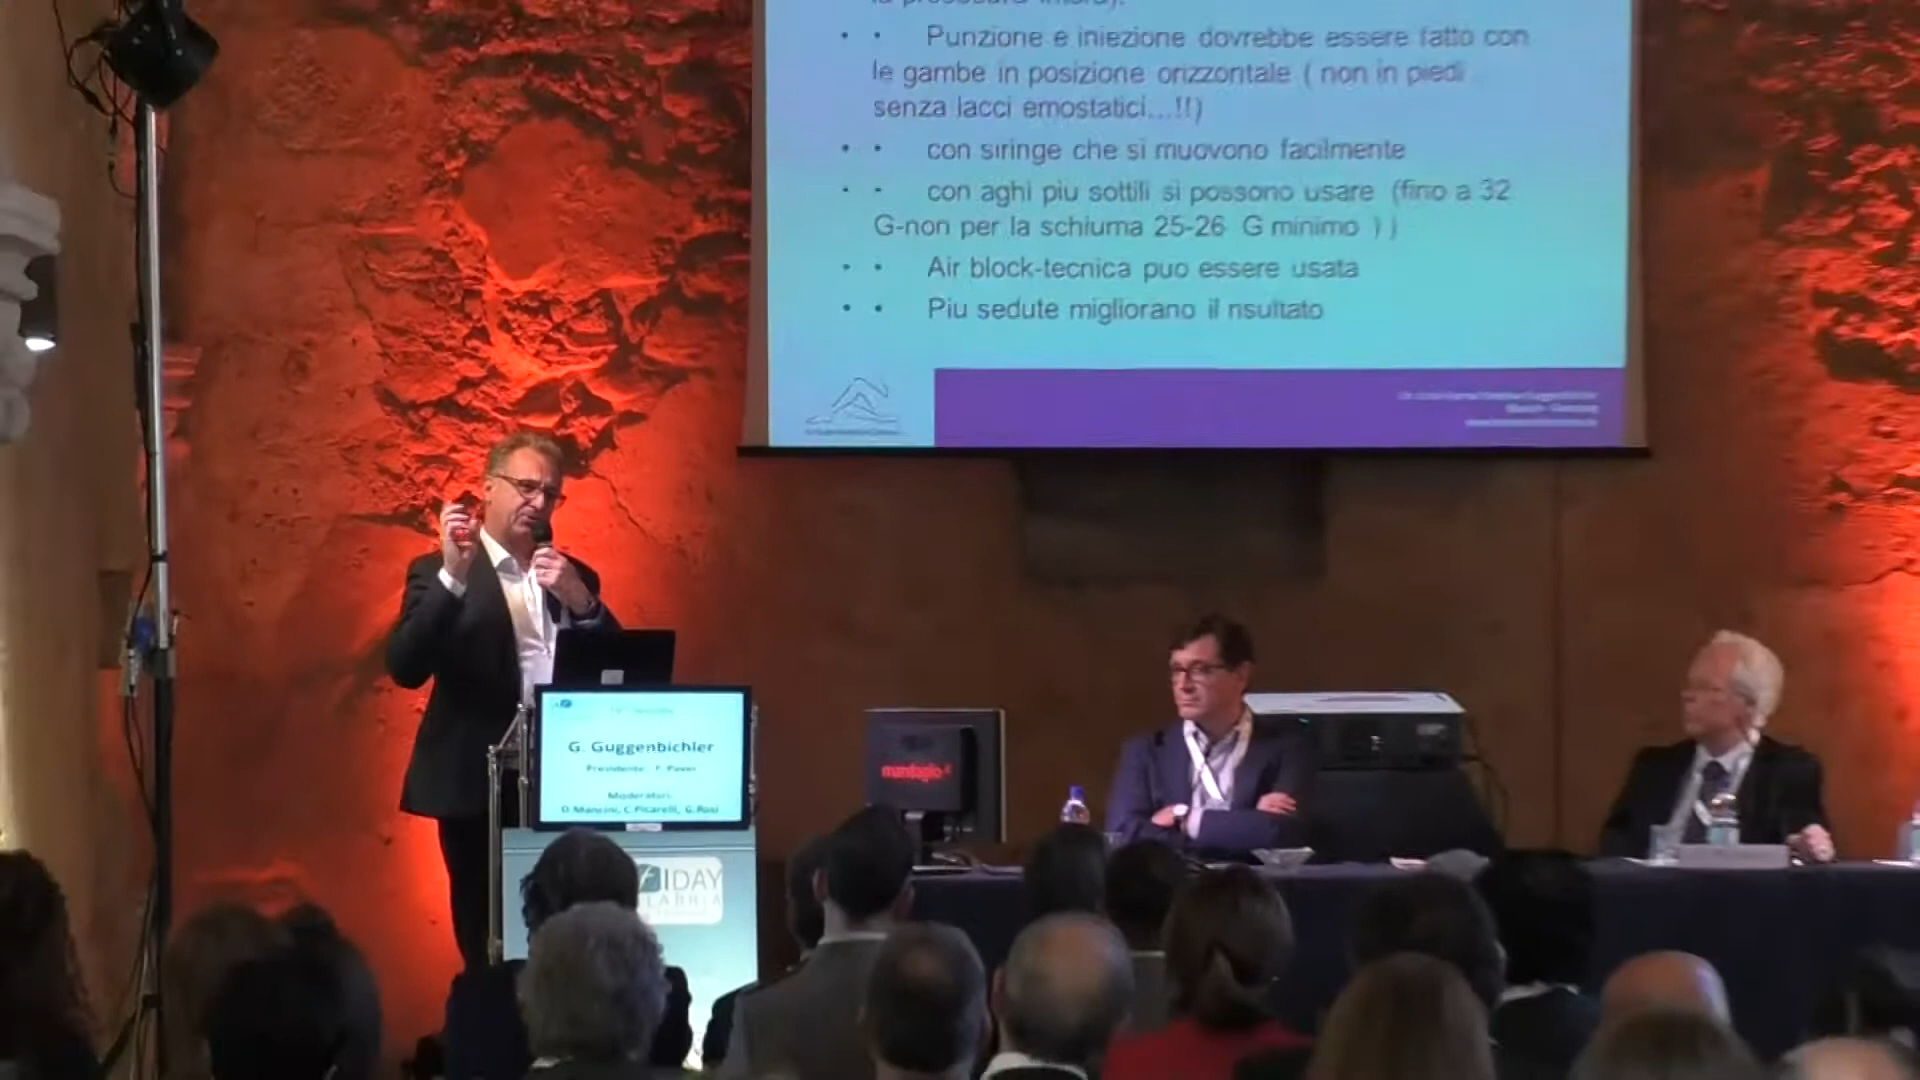 • • Punzione e iniezione dovrebbe essere fatto con
le gambe in posizione orizzontale ( non in piedi
senza lacci emostatici...!!)
• • con siringe che si muovono facilmente
• • con aghi piu sottili si possono usare (fino a 32
G-non per la schiuma 25-26 G minimo ) )
• • Air block-tecnica puo essere usata
• • Piu sedute migliorano il risultato
G. Guggenbichler
Presidente:
Moderatori:
D.Mancini, C.Pitarelli, G.Rosi
IDAY